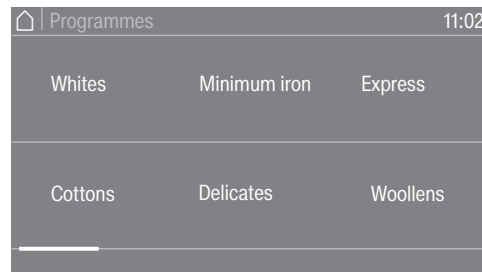 Programmes 11:02
Whites Minimum iron Express
Cottons Delicates Woollens